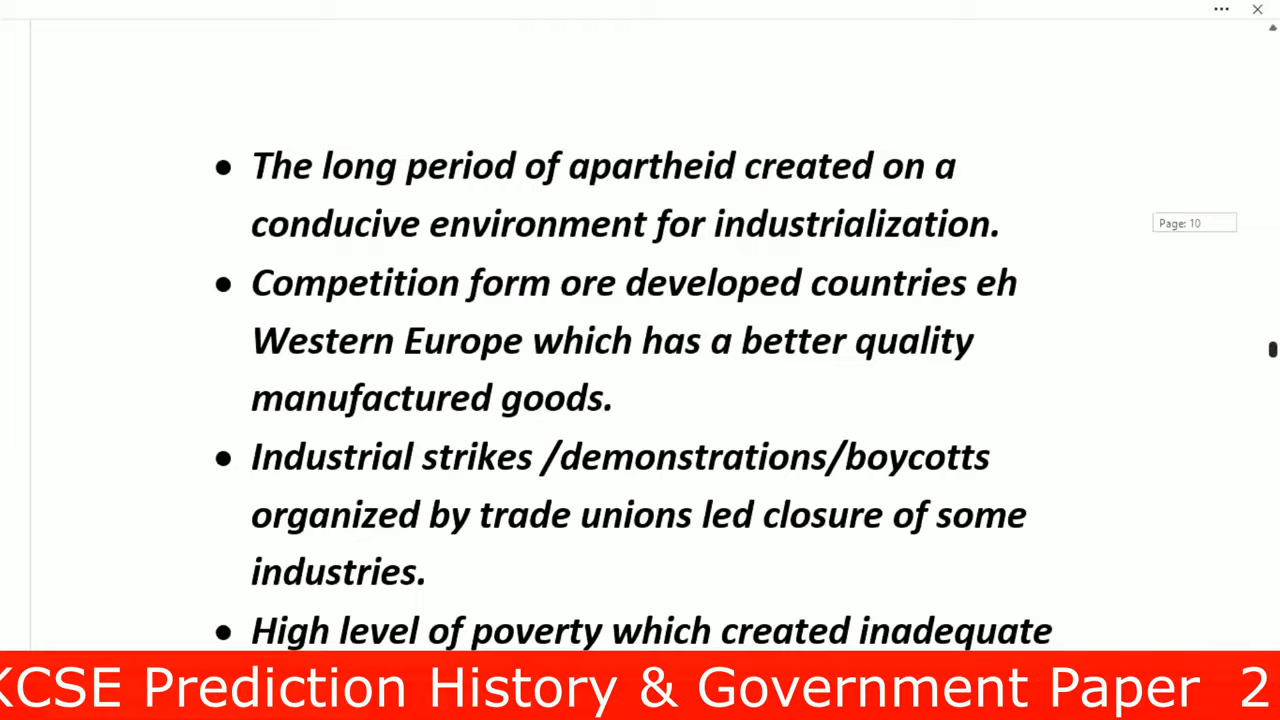 ● The long period of apartheid created on a
conducive environment for industrialization.
Page: 10
● Competition form ore developed countries eh
Western Europe which has a better quality
manufactured goods.
● Industrial strikes /demonstrations/boycotts
organized by trade unions led closure of some
industries.
● High level of poverty which created inadequate
KCSE Prediction History & Government Paper 2